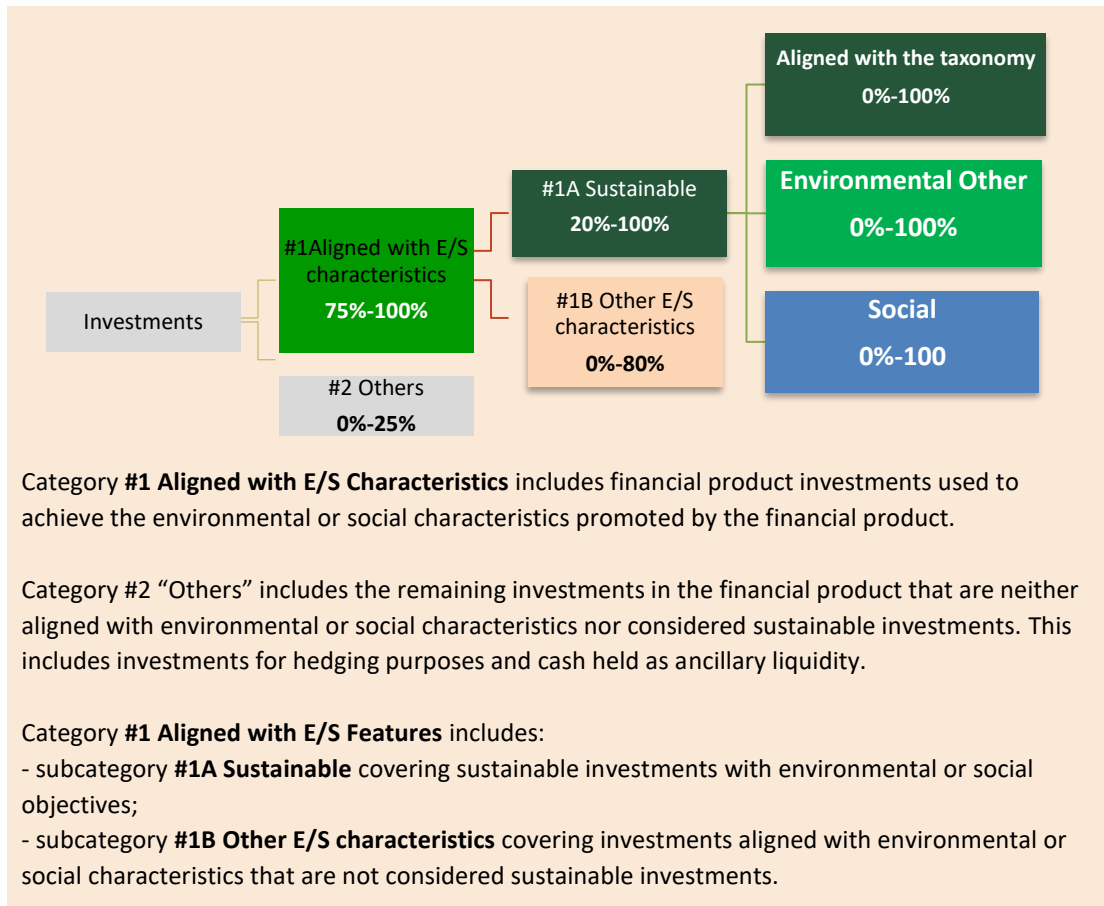 Aligned with the taxonomy
0%-100%
#1A Sustainable
20%-100%
Environmental Other
0%-100%
#1Aligned with E/S
characteristics
75%-100%
Investments
#1B Other E/S
characteristics
0%-80%
Social
0%-100
#2 Others
0%-25%
Category #1 Aligned with E/S Characteristics includes financial product investments used to
achieve the environmental or social characteristics promoted by the financial product.
Category #2 “Others” includes the remaining investments in the financial product that are neither
aligned with environmental or social characteristics nor considered sustainable investments. This
includes investments for hedging purposes and cash held as ancillary liquidity.
Category #1 Aligned with E/S Features includes:
- subcategory #1A Sustainable covering sustainable investments with environmental or social
objectives;
- subcategory #1B Other E/S characteristics covering investments aligned with environmental or
social characteristics that are not considered sustainable investments.